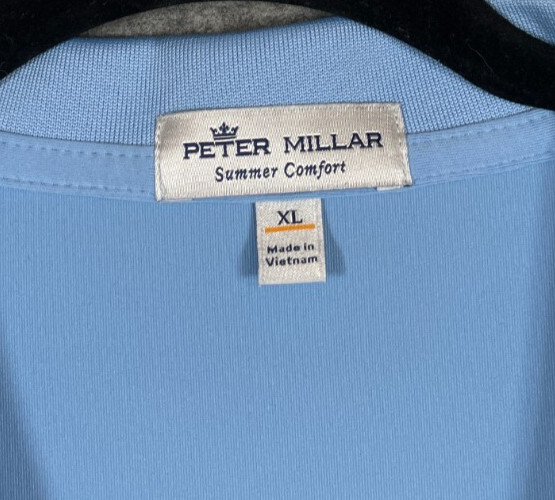 PETER MILLAR
Summer Comfort
XL
Made in
Vietnam